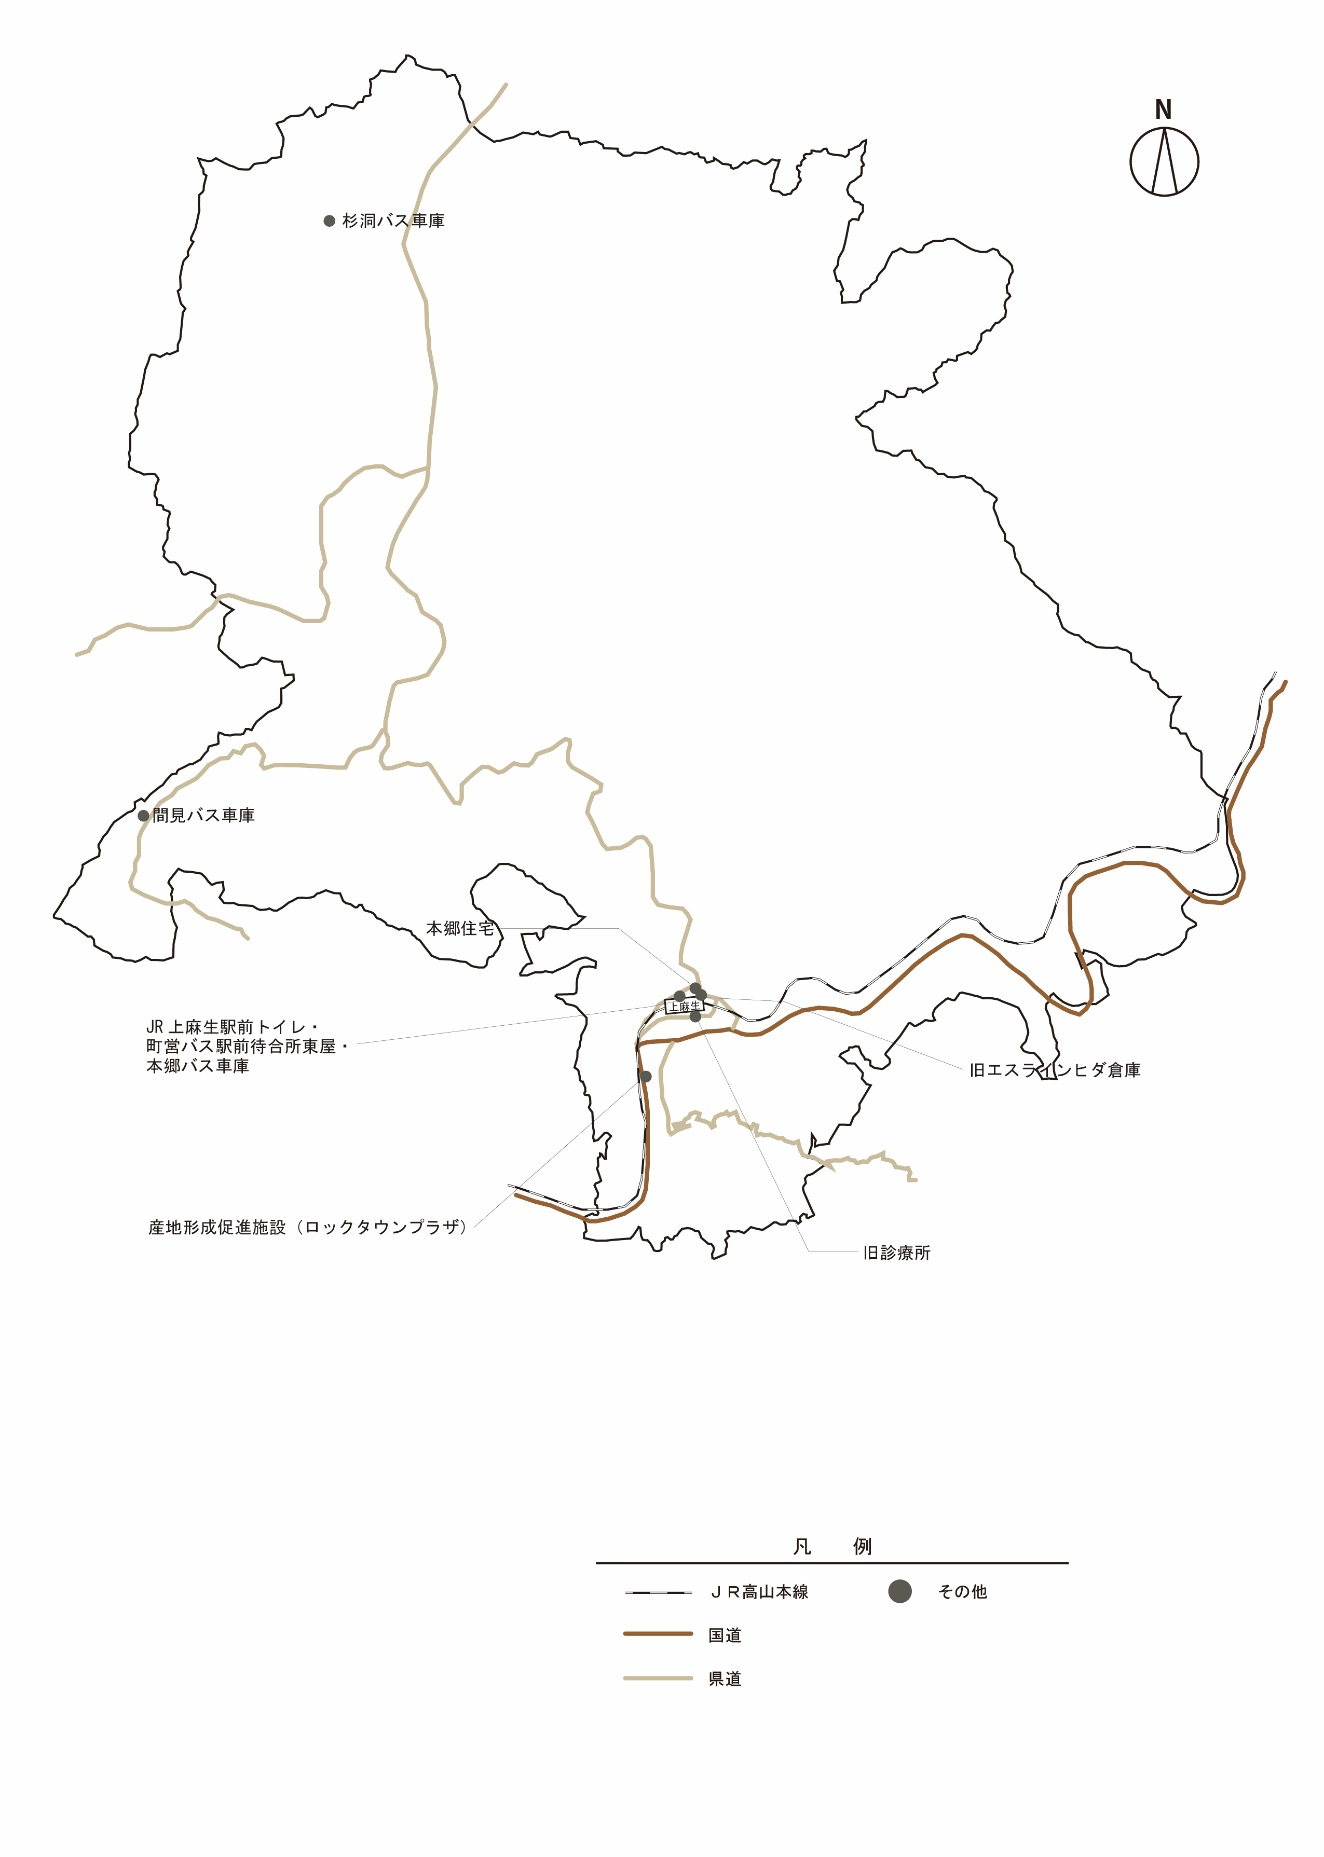 N
杉洞バス車庫
間見バス車庫
本郷住宅
上麻生
JR 上麻生駅前トイレ・
町営バス駅前待合所東屋・
本郷バス車庫
旧エスラインヒダ倉庫
産地形成促進施設（ロックタウンプラザ）
旧診療所
凡　例
ＪＲ高山本線
その他
国道
県道